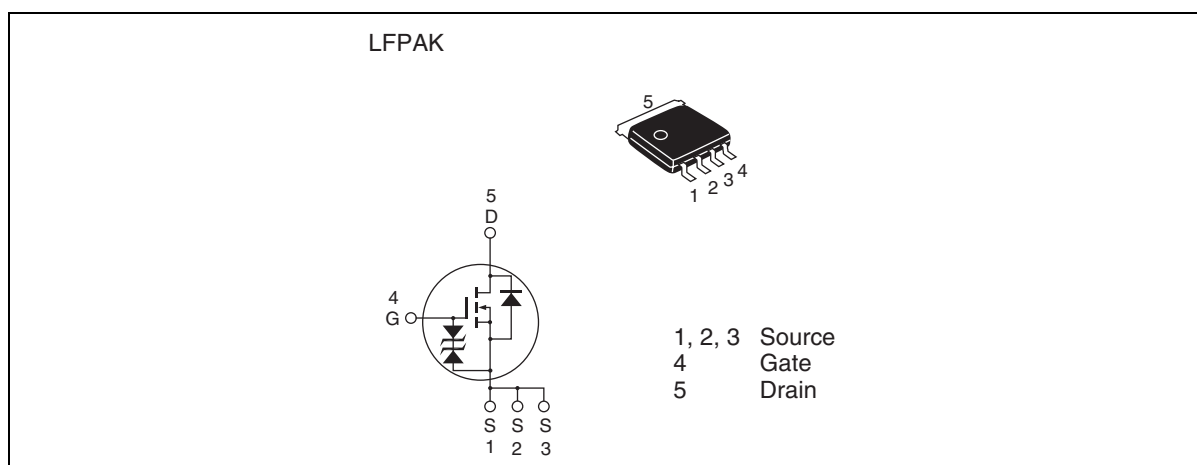 LFPAK
5
1 2 3 4
5
D
4
G
1, 2, 3 Source
4 Gate
5 Drain
S S S
1 2 3